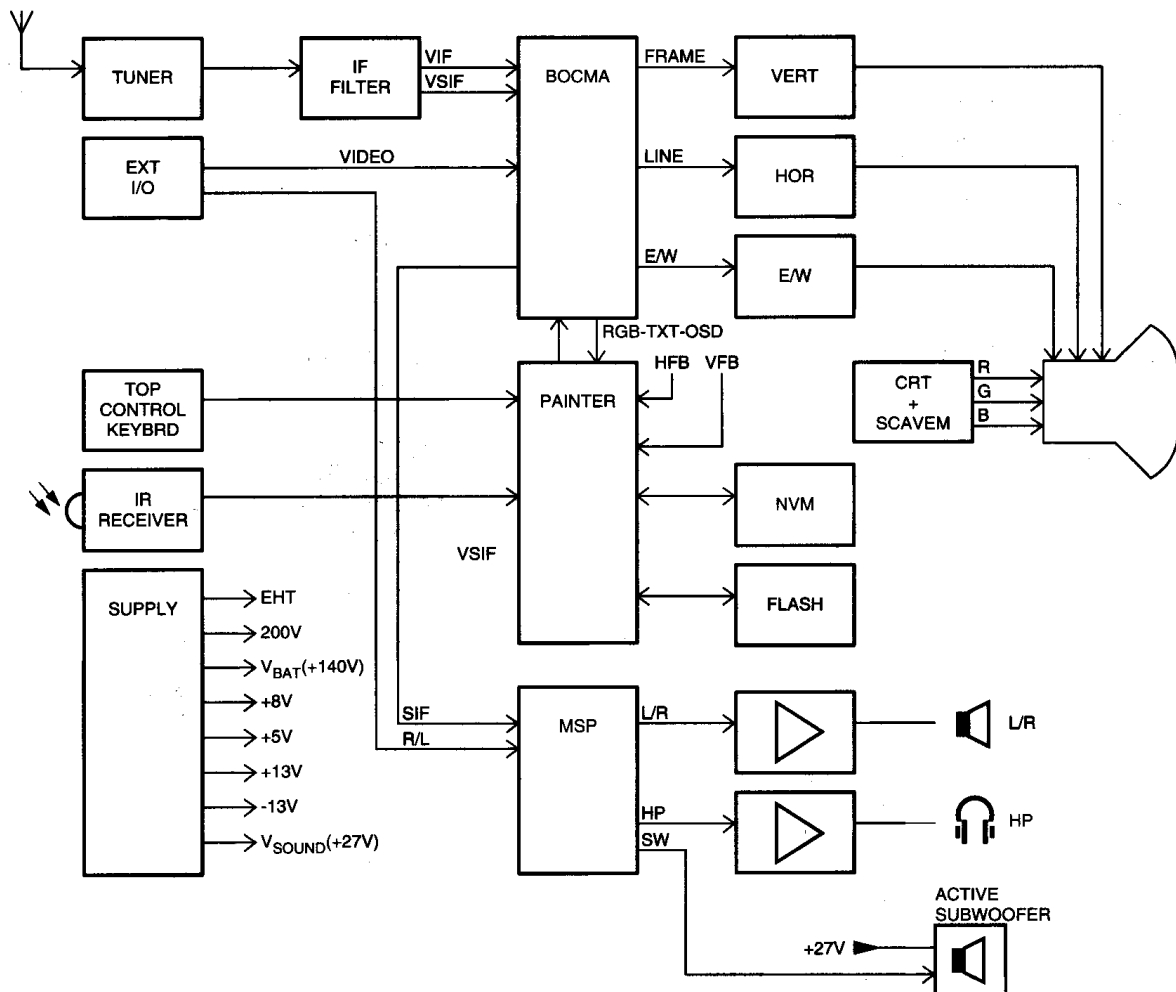 TUNER
IF
FILTER
VIF
VSIF
BOCMA
FRAME
VERT
EXT
I/O
VIDEO
LINE
HOR
E/W
E/W
RGB-TXT-OSD
HFB
VFB
TOP
CONTROL
KEYBRD
PAINTER
CRT
+
SCAVEM
R
G
B
IR
RECEIVER
VSIF
NVM
FLASH
SUPPLY
EHT
200V
VBAT(+140V)
+8V
+5V
+13V
-13V
VSOUND(+27V)
SIF
R/L
MSP
L/R
L/R
HP
HP
SW
ACTIVE
SUBWOOFER
+27V